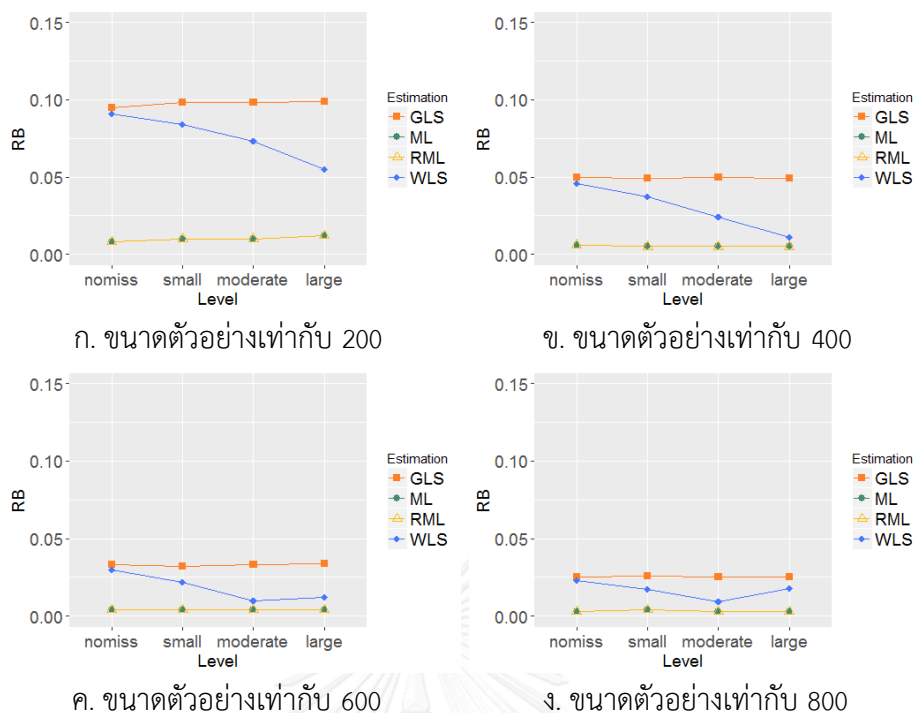 0.15
0.10
0.05
0.00
RB
nomiss small moderate large
Level
Estimation
GLS
ML
RML
WLS
ก. ขนาดตัวอย่างเท่ากับ 200
0.15
0.10
0.05
0.00
RB
nomiss small moderate large
Level
Estimation
GLS
ML
RML
WLS
ข. ขนาดตัวอย่างเท่ากับ 400
0.15
0.10
0.05
0.00
RB
nomiss small moderate large
Level
Estimation
GLS
ML
RML
WLS
ค. ขนาดตัวอย่างเท่ากับ 600
0.15
0.10
0.05
0.00
RB
nomiss small moderate large
Level
Estimation
GLS
ML
RML
WLS
ง. ขนาดตัวอย่างเท่ากับ 800